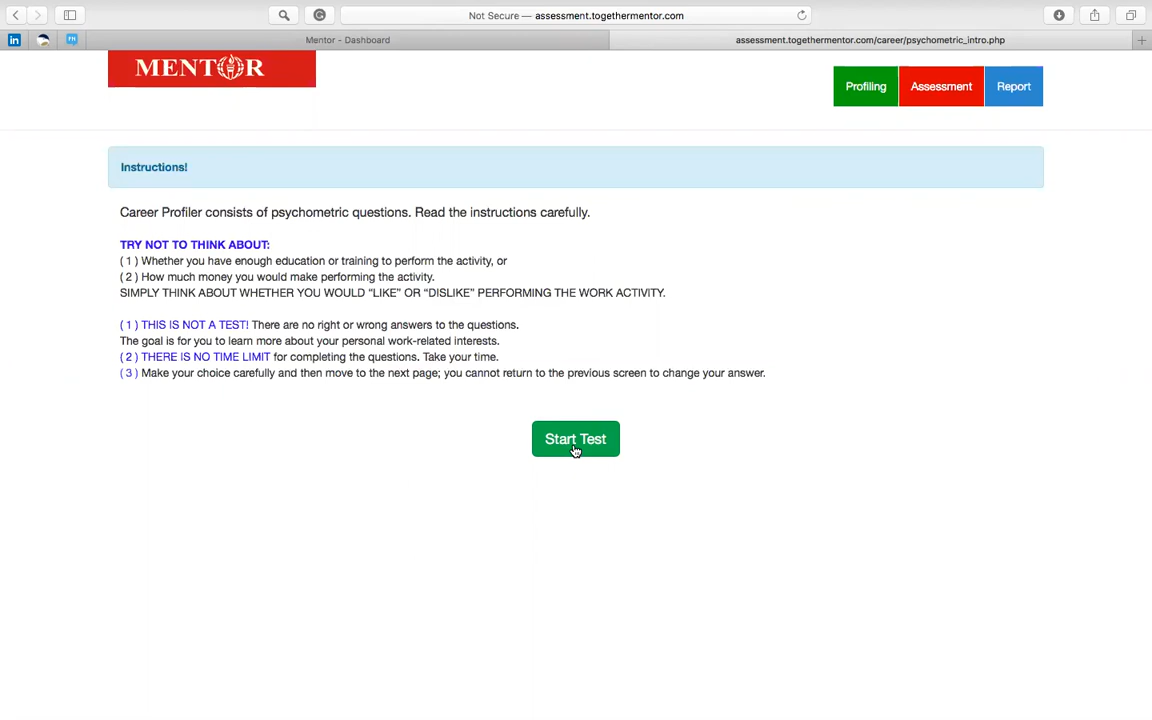 Not Secure — assessment.togethermentor.com
Mentor - Dashboard
assessment.togethermentor.com/career/psychometric_intro.php
MENTOR
Profiling
Assessment
Report
Instructions!
Career Profiler consists of psychometric questions. Read the instructions carefully.
TRY NOT TO THINK ABOUT:
( 1 ) Whether you have enough education or training to perform the activity, or
( 2 ) How much money you would make performing the activity.
SIMPLY THINK ABOUT WHETHER YOU WOULD “LIKE” OR “DISLIKE” PERFORMING THE WORK ACTIVITY.
( 1 ) THIS IS NOT A TEST! There are no right or wrong answers to the questions.
The goal is for you to learn more about your personal work-related interests.
( 2 ) THERE IS NO TIME LIMIT for completing the questions. Take your time.
( 3 ) Make your choice carefully and then move to the next page; you cannot return to the previous screen to change your answer.
Start Test